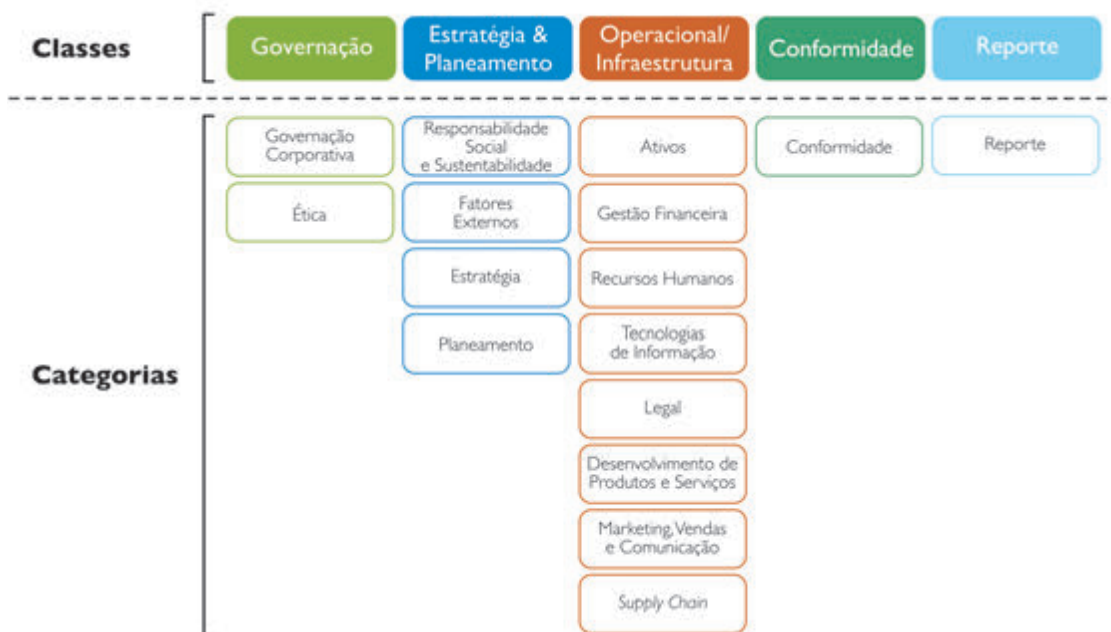 Classes
Governação
Estratégia &
Planeamento
Operacional/
Infraestrutura
Conformidade
Reporte
Categorias
Governação
Corporativa
Ética
Responsabilidade
Social
e Sustentabilidade
Fatores
Externos
Estratégia
Planeamento
Ativos
Gestão Financeira
Recursos Humanos
Tecnologias
de Informação
Legal
Desenvolvimento de
Produtos e Serviços
Marketing, Vendas
e Comunicação
Supply Chain
Conformidade
Reporte